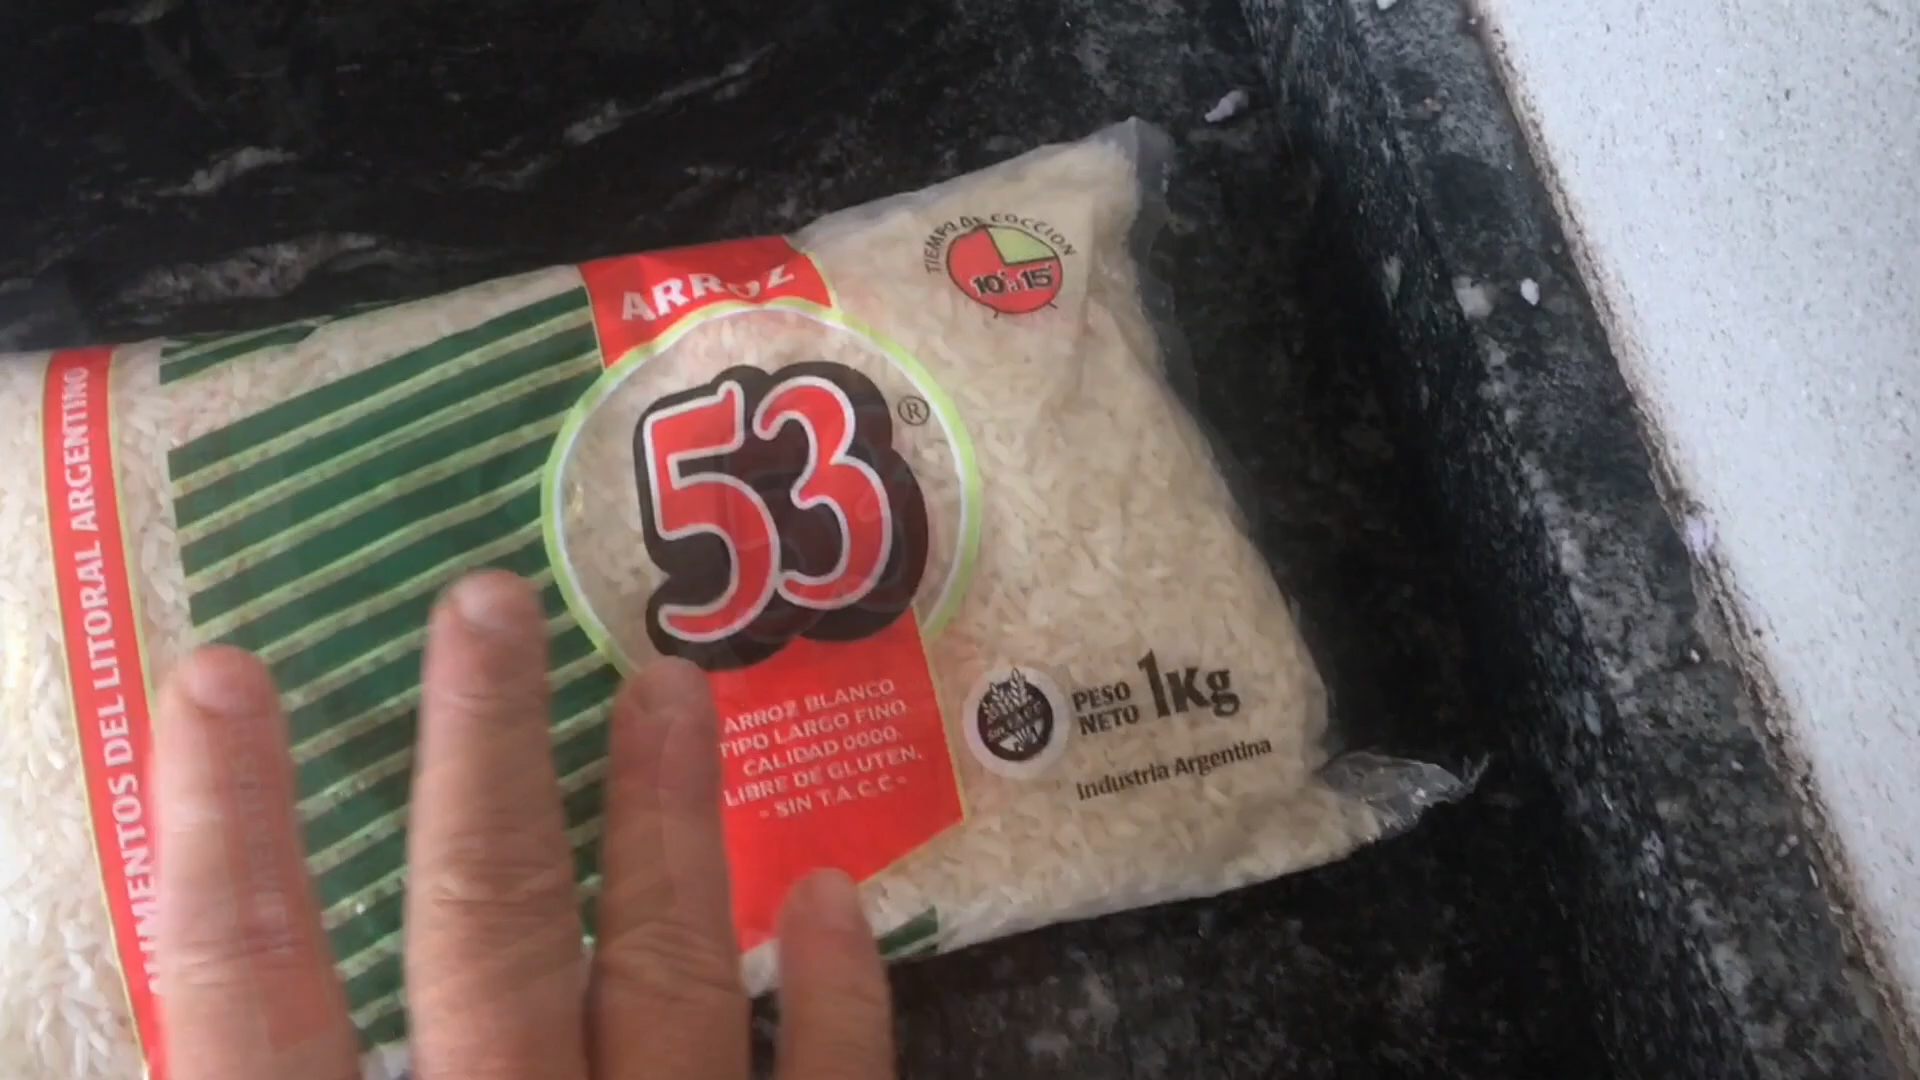 ALIMENTOS DEL LITORAL ARGENTINO
ARROZ
53
®
TIEMPO DE COCCION
10' a 15'
ARROZ BLANCO
TIPO LARGO FINO.
CALIDAD 0000.
LIBRE DE GLUTEN.
- SIN T.A.C.C -
PESO
NETO
1Kg
Industria Argentina